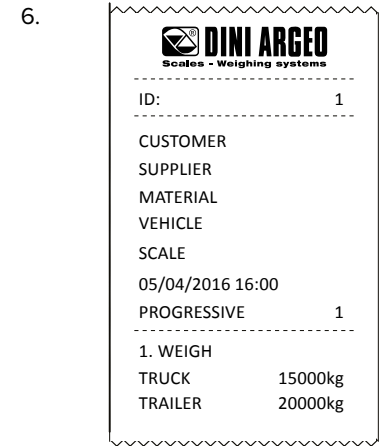 6.
DINI ARGEO
Scales - Weighing systems
ID: 1
CUSTOMER
SUPPLIER
MATERIAL
VEHICLE
SCALE
05/04/2016 16:00
PROGRESSIVE 1
1. WEIGH
TRUCK 15000kg
TRAILER 20000kg